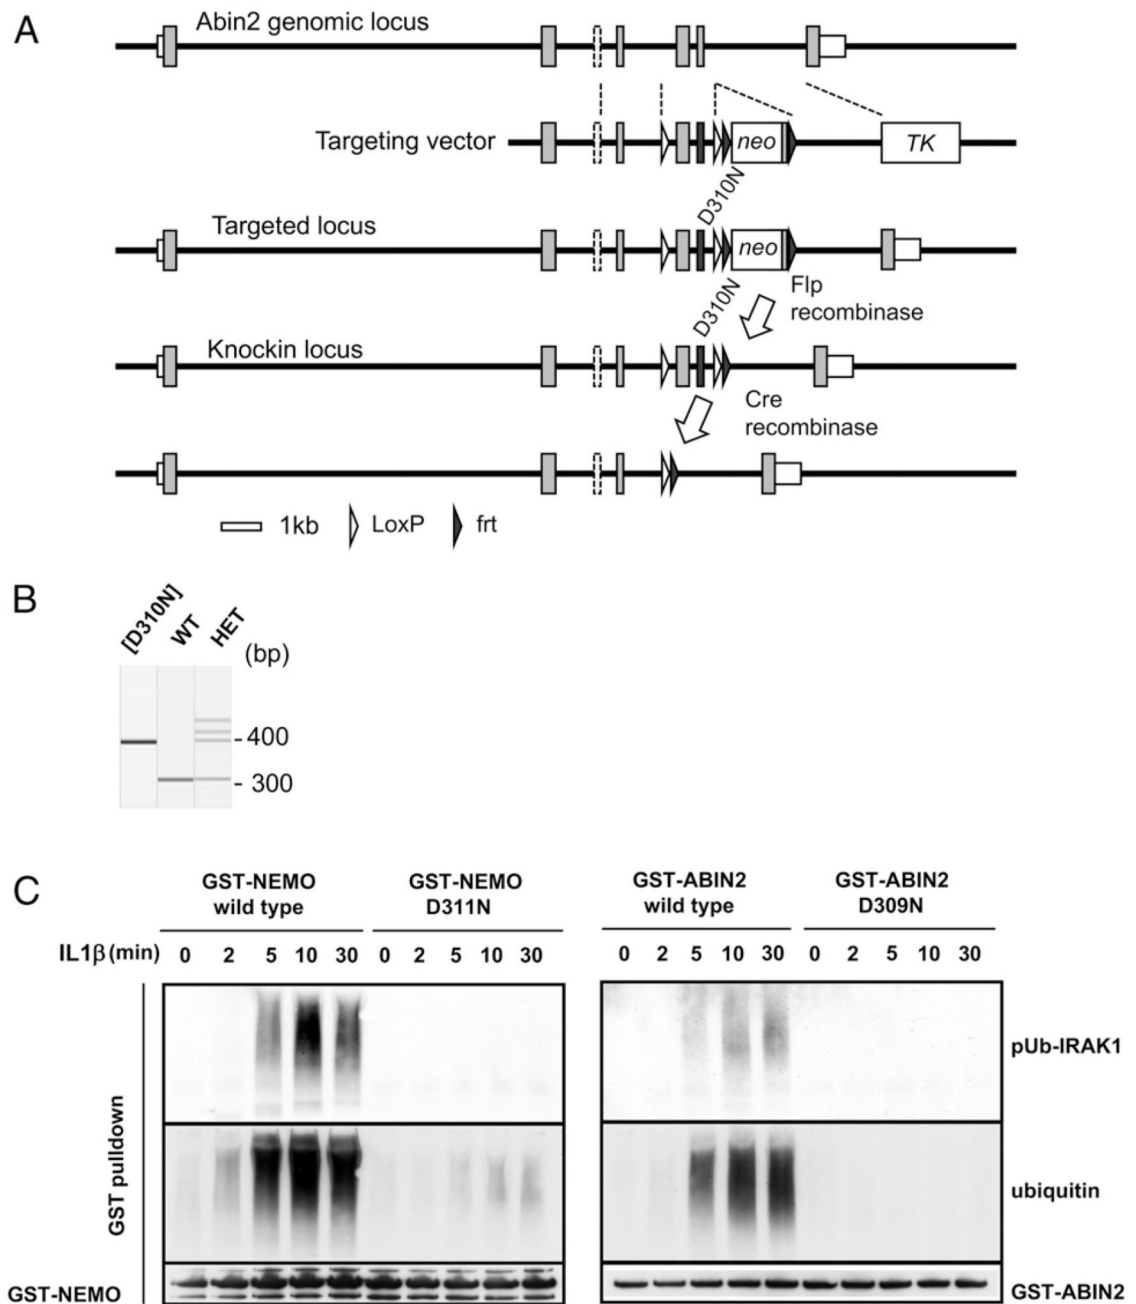 A
Abin2 genomic locus
Targeting vector
neo
TK
D310N
Targeted locus
neo
D310N
Flp
recombinase
Knockin locus
Cre
recombinase
1kb
LoxP
frt
B
[D310N]
WT
HET
(bp)
- 400
- 300
C
GST-NEMO
wild type
GST-NEMO
D311N
GST-ABIN2
wild type
GST-ABIN2
D309N
IL1β (min) 0 2 5 10 30 0 2 5 10 30 0 2 5 10 30 0 2 5 10 30
pUb-IRAK1
GST pulldown
ubiquitin
GST-NEMO
GST-ABIN2